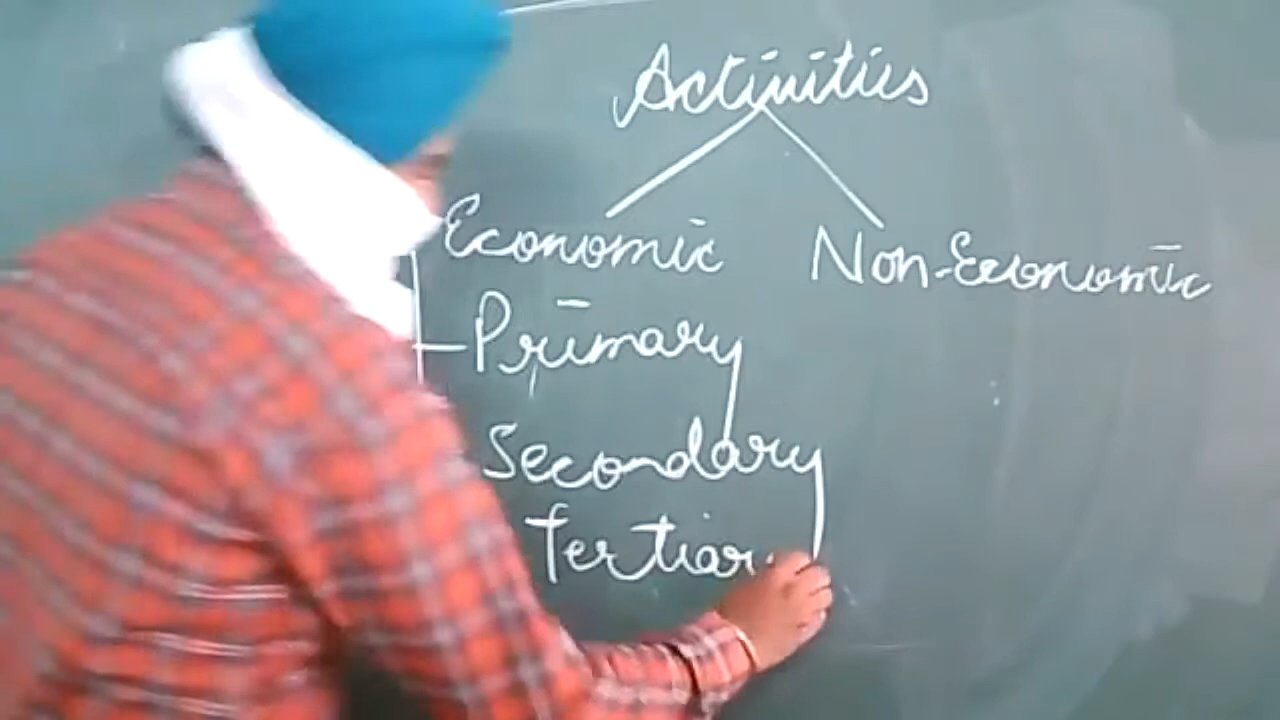 Activities
Economic Non-Economic
Primary
Secondary
Tertiar